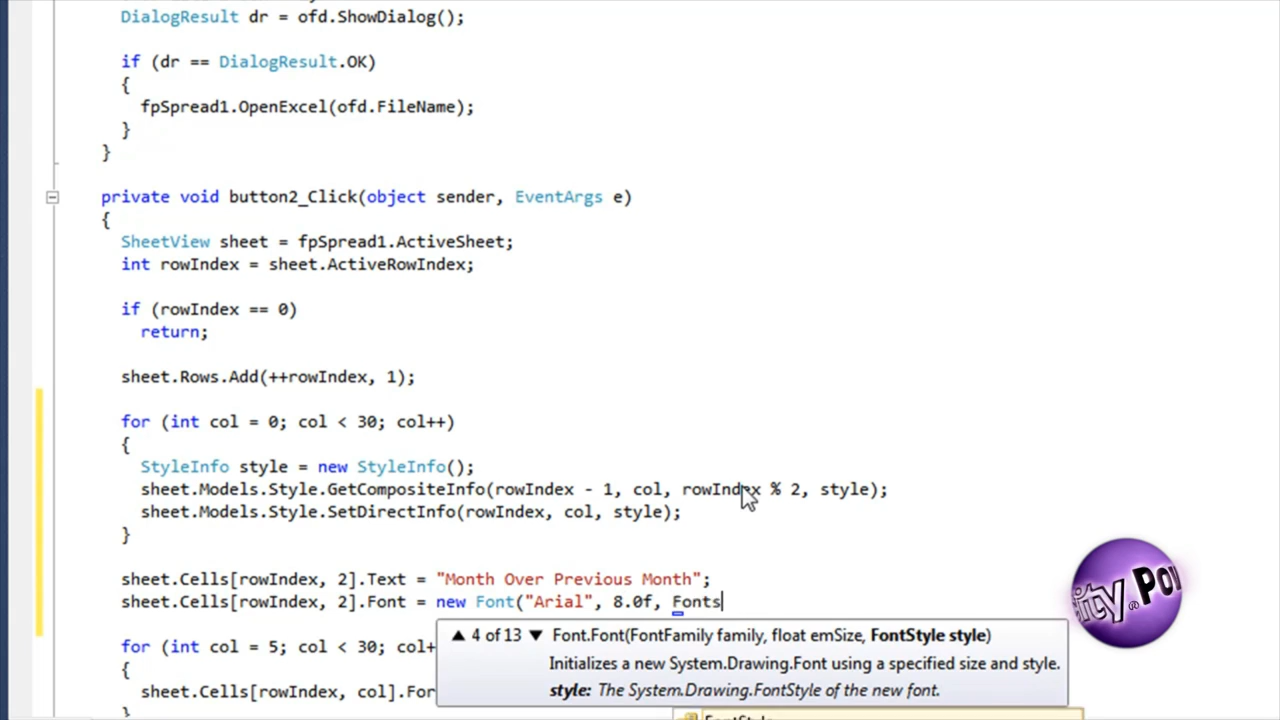 DialogResult dr = ofd.ShowDialog();
if (dr == DialogResult.OK)
{
fpSpread1.OpenExcel(ofd.FileName);
}
}
private void button2_Click(object sender, EventArgs e)
{
SheetView sheet = fpSpread1.ActiveSheet;
int rowIndex = sheet.ActiveRowIndex;
if (rowIndex == 0)
return;
sheet.Rows.Add(++rowIndex, 1);
for (int col = 0; col < 30; col++)
{
StyleInfo style = new StyleInfo();
sheet.Models.Style.GetCompositeInfo(rowIndex - 1, col, rowIndex % 2, style);
sheet.Models.Style.SetDirectInfo(rowIndex, col, style);
}
sheet.Cells[rowIndex, 2].Text = "Month Over Previous Month";
sheet.Cells[rowIndex, 2].Font = new Font("Arial", 8.0f, Fonts
▲ 4 of 13 ▼ Font.Font(FontFamily family, float emSize, FontStyle style)
Initializes a new System.Drawing.Font using a specified size and style.
style: The System.Drawing.FontStyle of the new font.
for (int col = 5; col < 30; col+
{
sheet.Cells[rowIndex, col].For
}
FontStyle
ity® Pow